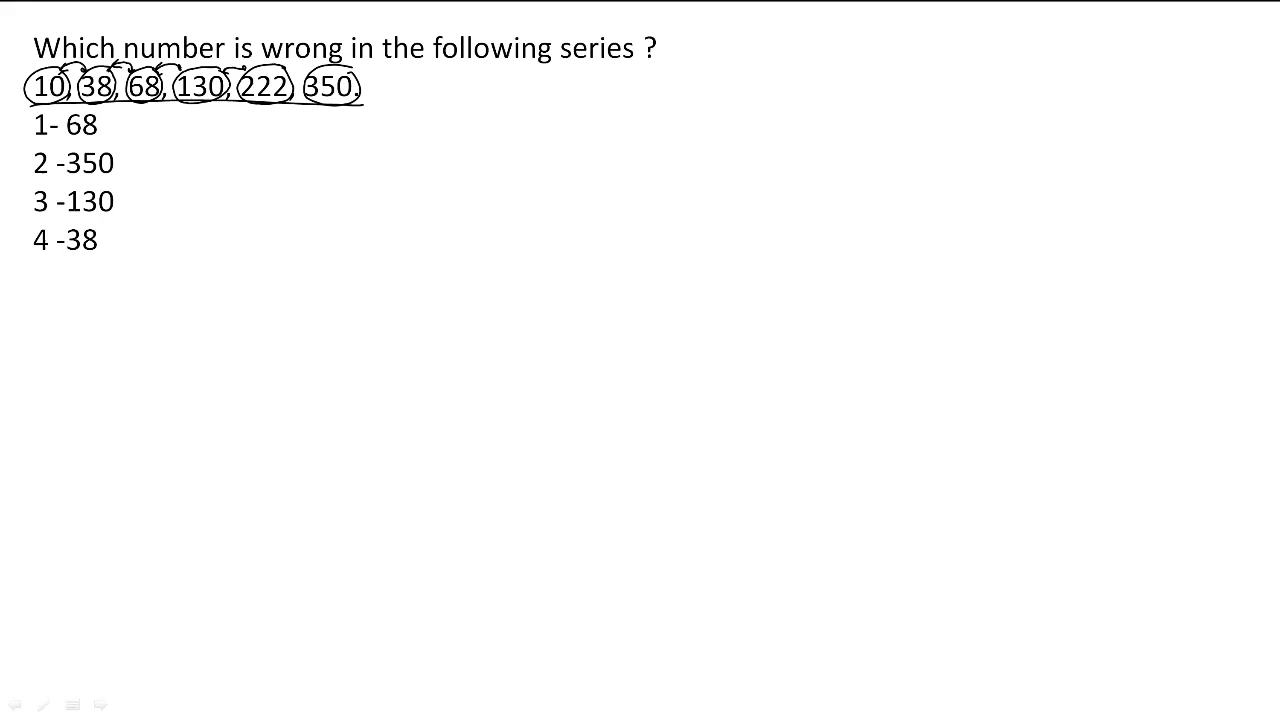 Which number is wrong in the following series ?
10, 38, 68, 130, 222, 350.
1- 68
2 -350
3 -130
4 -38